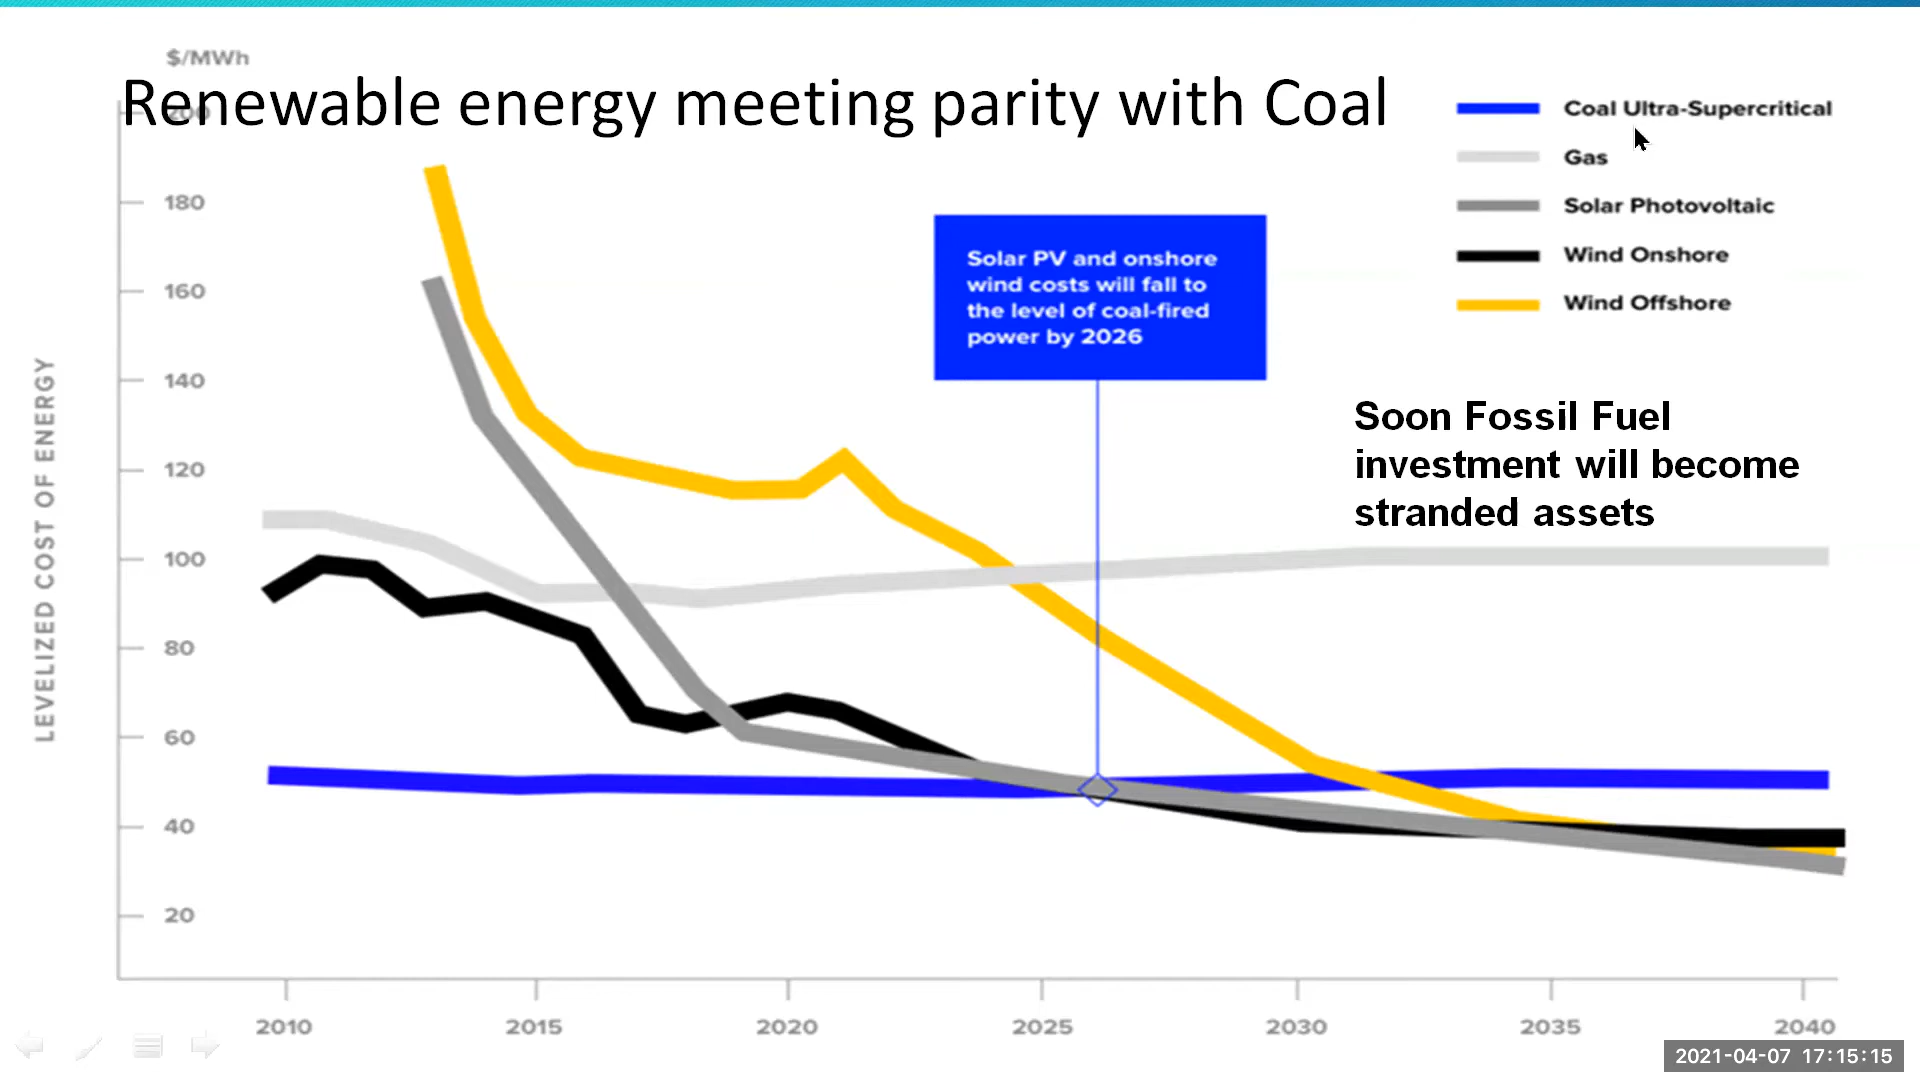 $/MWh
Renewable energy meeting parity with Coal
200
180
160
140
120
100
80
60
40
20
LEVELIZED COST OF ENERGY
2010
2015
2020
2025
2030
2035
2040
Solar PV and onshore
wind costs will fall to
the level of coal-fired
power by 2026
Coal Ultra-Supercritical
Gas
Solar Photovoltaic
Wind Onshore
Wind Offshore
Soon Fossil Fuel
investment will become
stranded assets
2021-04-07 17:15:15